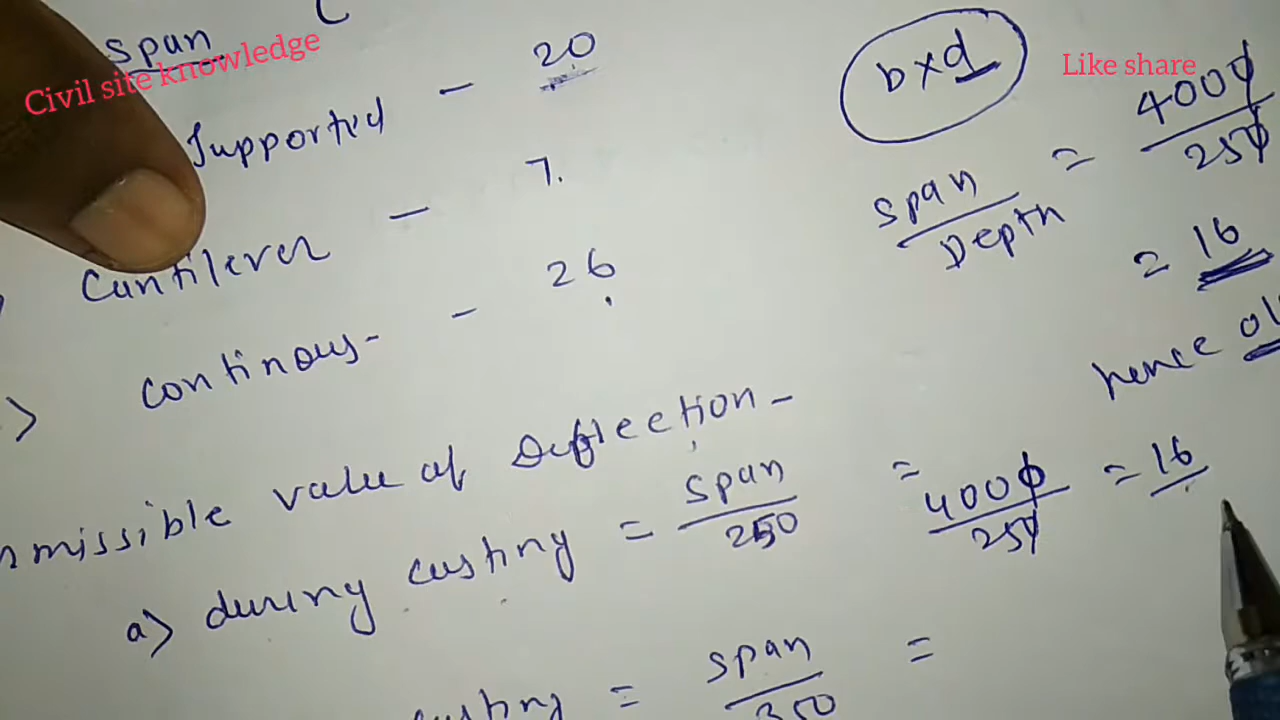 span
Civil site knowledge
Supported - 20
Cantilever - 7.
> continous - 26
missible value of Deflection -
a) during casting = span/250 = 4000/250 = 16
casting = span/350 =
b×d
Like share
span/Depth = 4000/250
= 16
hence